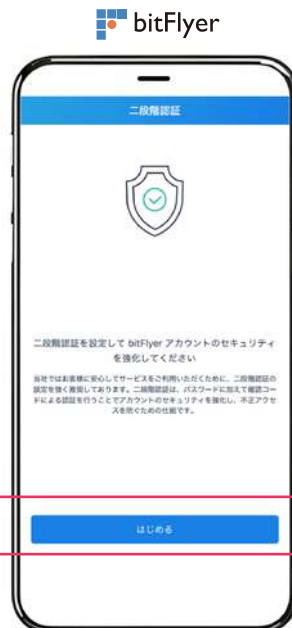 bitFlyer
二段階認証
二段階認証を設定して bitFlyer アカウントのセキュリティ
を強化してください
当社ではお客様に安心してサービスをご利用いただくために、二段階認証の
設定を強く推奨しております。二段階認証は、パスワードに加えて確認コー
ドによる認証を行うことでアカウントのセキュリティを強化し、不正アクセ
スを防ぐための仕組です。
はじめる